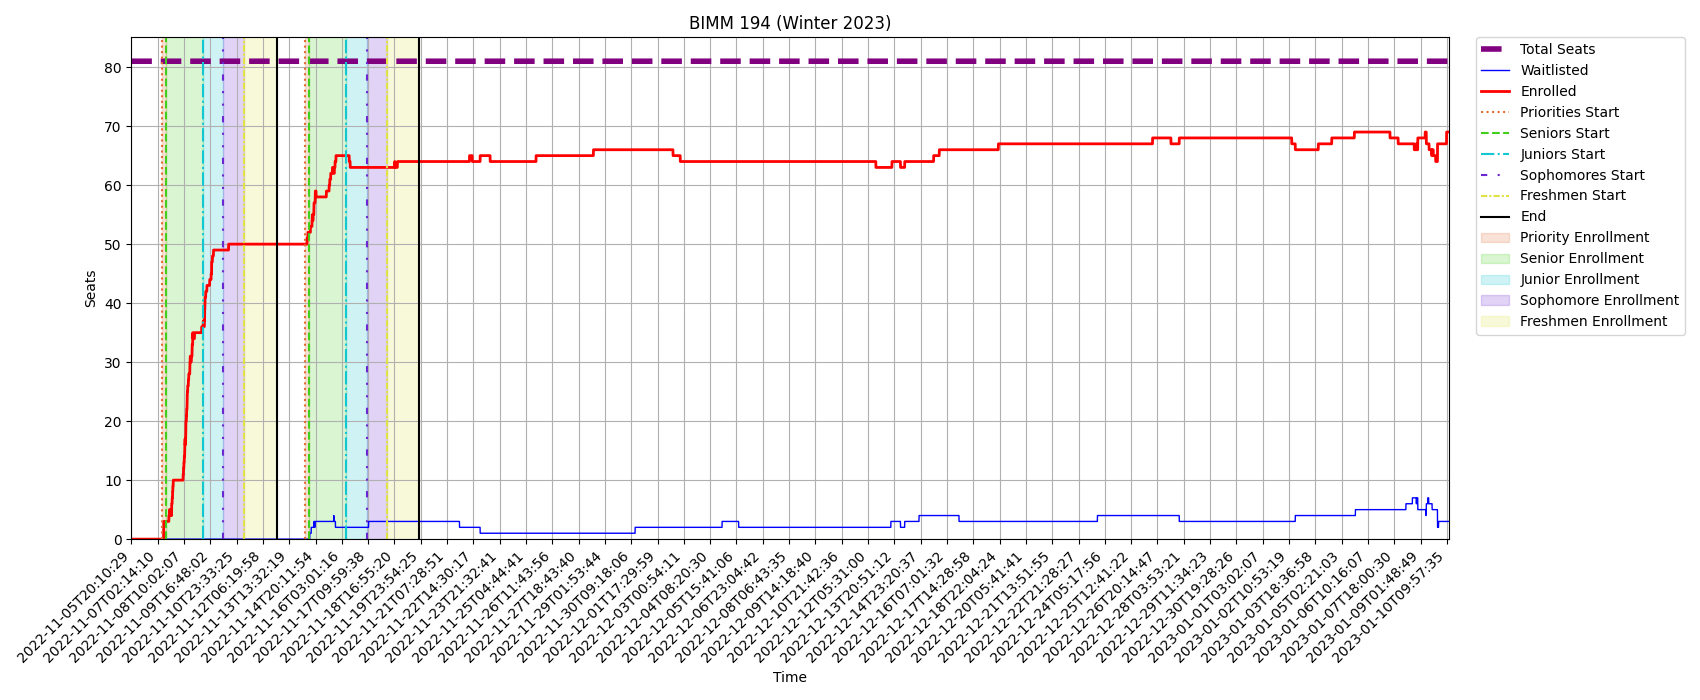 BIMM 194 (Winter 2023)
Total Seats
Waitlisted
Enrolled
Priorities Start
Seniors Start
Juniors Start
Sophomores Start
Freshmen Start
End
Priority Enrollment
Senior Enrollment
Junior Enrollment
Sophomore Enrollment
Freshmen Enrollment
Seats
80
70
60
50
40
30
20
10
0
2022-11-05T20:10:29
2022-11-07T02:14:10
2022-11-08T10:02:07
2022-11-09T16:48:02
2022-11-10T23:33:25
2022-11-12T06:19:58
2022-11-13T13:32:19
2022-11-14T20:11:54
2022-11-16T03:01:16
2022-11-17T09:59:38
2022-11-18T16:55:20
2022-11-19T23:54:25
2022-11-21T07:28:51
2022-11-22T14:30:17
2022-11-23T21:32:41
2022-11-25T04:44:41
2022-11-26T11:43:56
2022-11-27T18:43:40
2022-11-29T01:53:44
2022-11-30T09:18:06
2022-12-01T17:29:59
2022-12-03T00:54:11
2022-12-04T08:20:30
2022-12-05T15:41:06
2022-12-06T23:04:42
2022-12-08T06:43:35
2022-12-09T14:18:40
2022-12-10T21:42:36
2022-12-12T05:31:00
2022-12-13T20:51:12
2022-12-14T23:20:37
2022-12-16T07:01:32
2022-12-17T14:28:58
2022-12-18T22:04:24
2022-12-20T05:41:41
2022-12-21T13:51:55
2022-12-22T21:28:27
2022-12-24T05:17:56
2022-12-25T12:41:22
2022-12-26T20:14:47
2022-12-28T03:53:21
2022-12-29T11:34:23
2022-12-30T19:28:26
2023-01-01T03:02:07
2023-01-02T10:53:19
2023-01-03T18:36:58
2023-01-05T02:21:03
2023-01-06T10:16:07
2023-01-07T18:00:30
2023-01-09T01:48:49
2023-01-10T09:57:35
Time